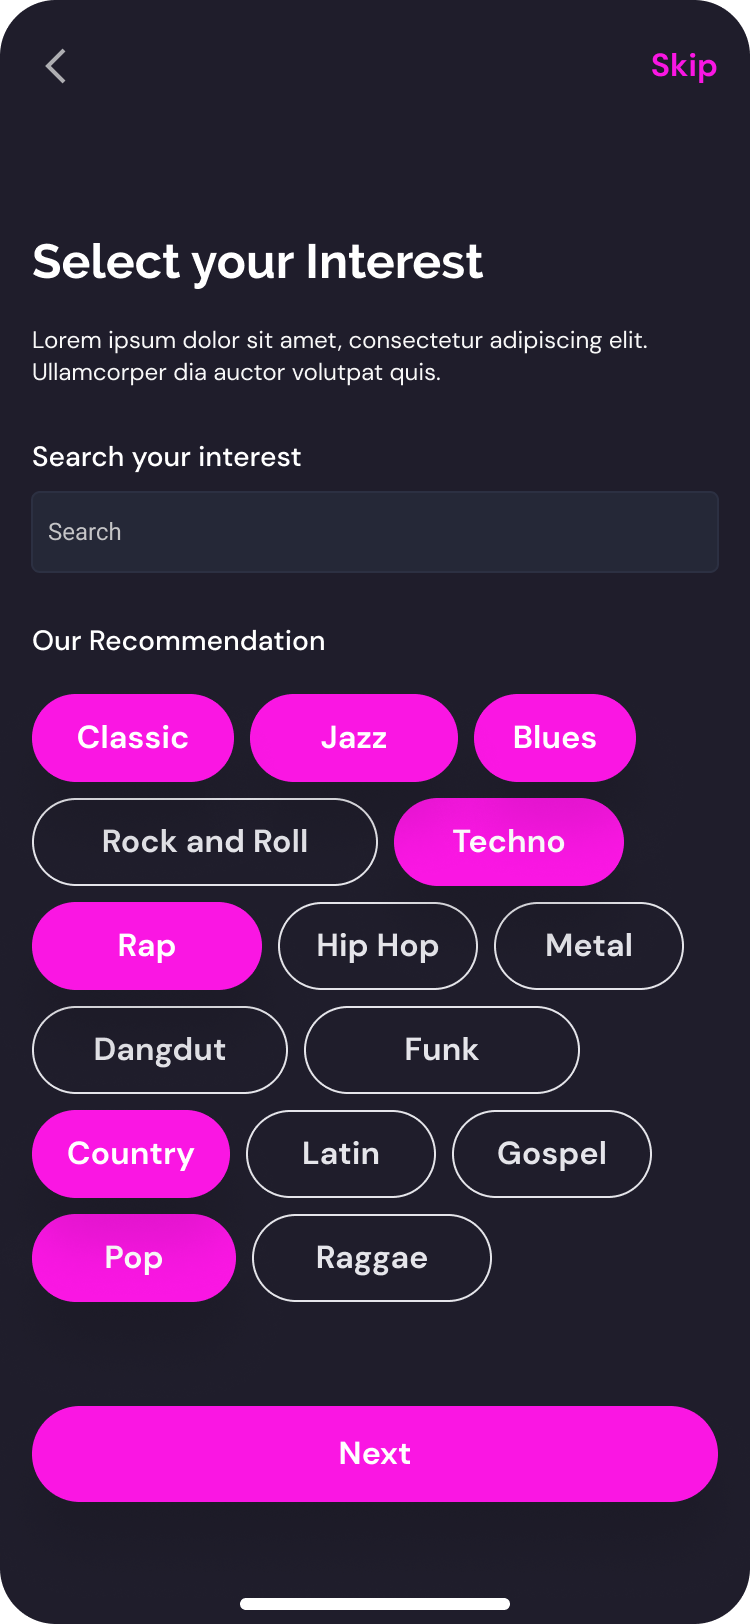 Skip
Select your Interest
Lorem ipsum dolor sit amet, consectetur adipiscing elit.
Ullamcorper dia auctor volutpat quis.
Search your interest
Search
Our Recommendation
Classic Jazz Blues
Rock and Roll Techno
Rap Hip Hop Metal
Dangdut Funk
Country Latin Gospel
Pop Raggae
Next